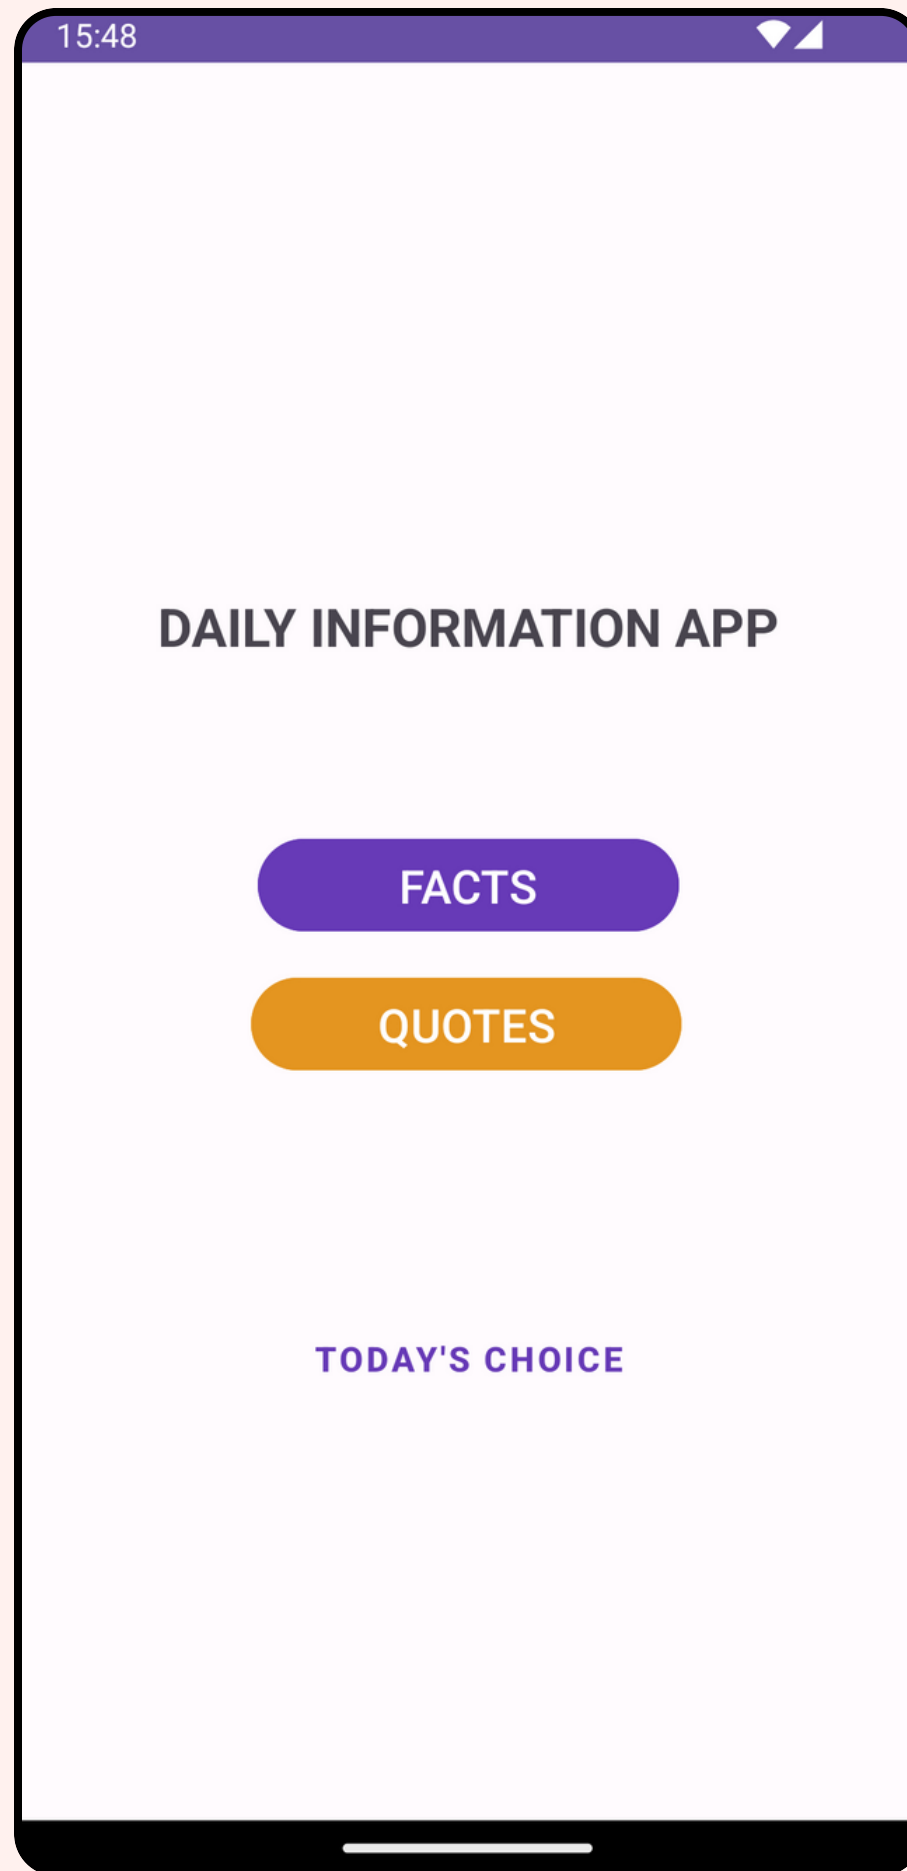 15:48
DAILY INFORMATION APP
FACTS
QUOTES
TODAY'S CHOICE